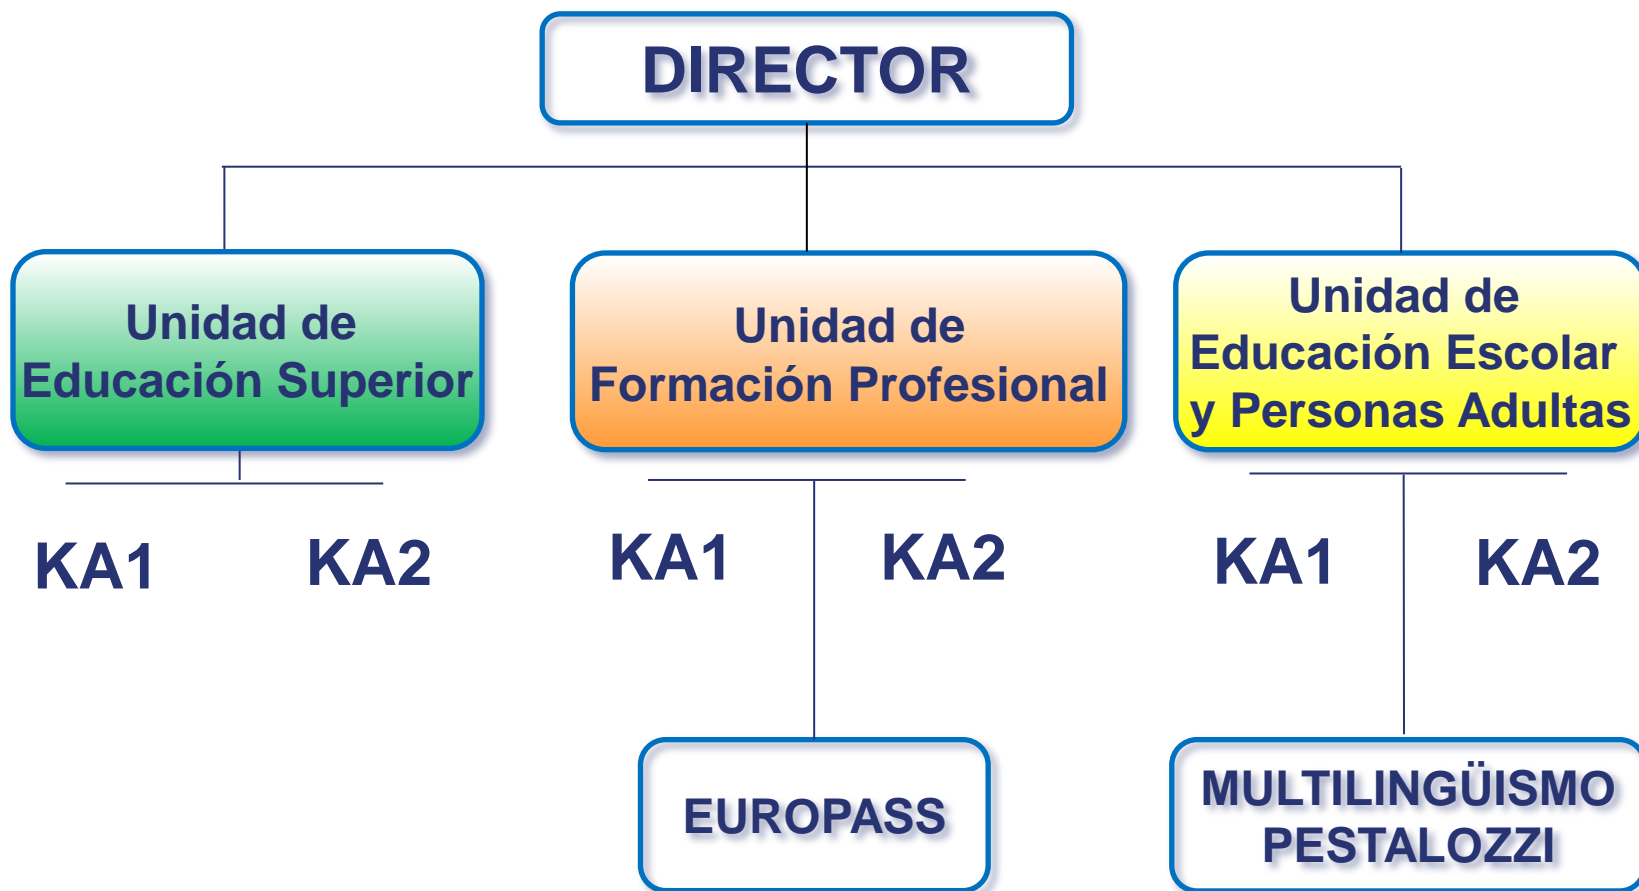 DIRECTOR
Unidad de
Educación Superior
Unidad de
Formación Profesional
Unidad de
Educación Escolar
y Personas Adultas
KA1
KA2
KA1
KA2
KA1
KA2
EUROPASS
MULTILINGÜISMO
PESTALOZZI